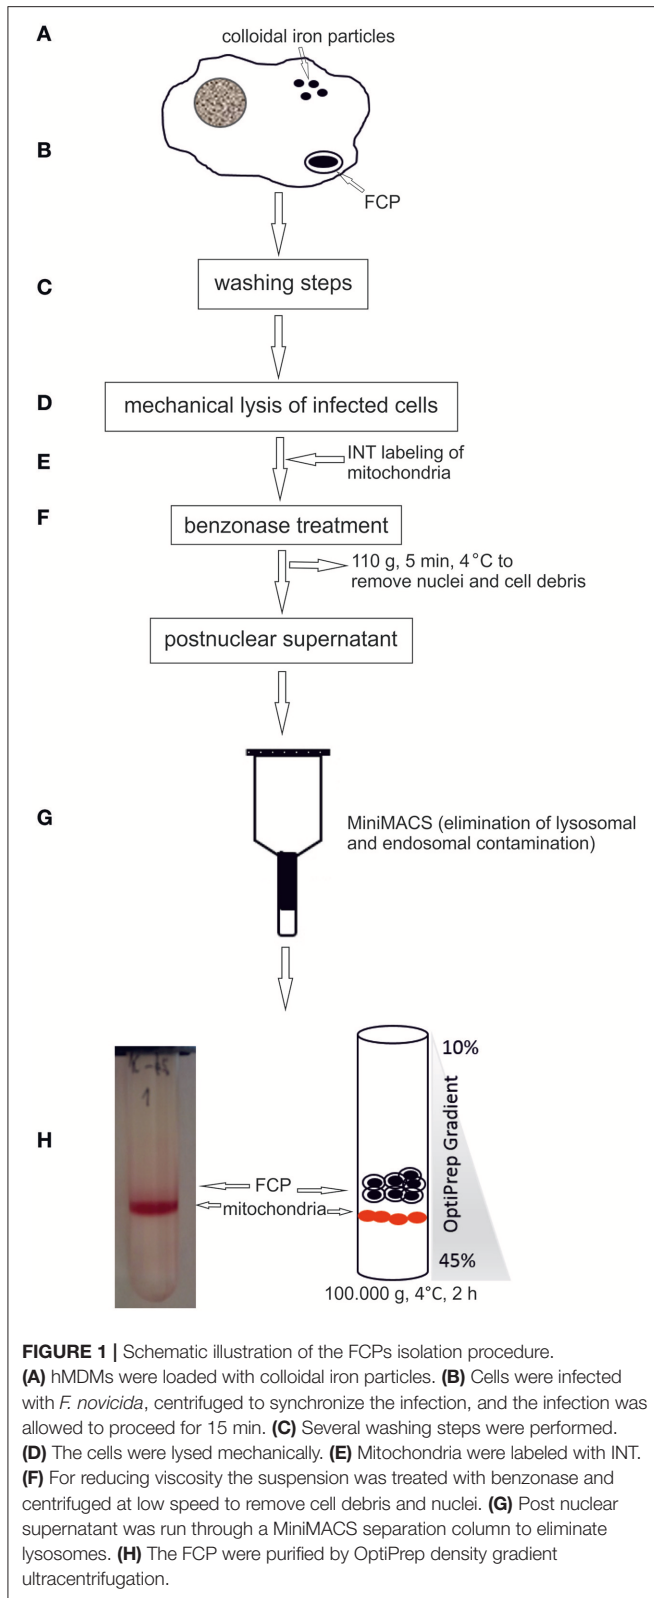 A
colloidal iron particles
B
FCP
C
washing steps
D
mechanical lysis of infected cells
E
INT labeling of
mitochondria
F
benzonase treatment
110 g, 5 min, 4°C to
remove nuclei and cell debris
postnuclear supernatant
G
MiniMACS (elimination of lysosomal
and endosomal contamination)
H
1
FCP
mitochondria
10%
OptiPrep Gradient
45%
100.000 g, 4°C, 2 h
FIGURE 1 | Schematic illustration of the FCPs isolation procedure.
(A) hMDMs were loaded with colloidal iron particles. (B) Cells were infected
with F. novicida, centrifuged to synchronize the infection, and the infection was
allowed to proceed for 15 min. (C) Several washing steps were performed.
(D) The cells were lysed mechanically. (E) Mitochondria were labeled with INT.
(F) For reducing viscosity the suspension was treated with benzonase and
centrifuged at low speed to remove cell debris and nuclei. (G) Post nuclear
supernatant was run through a MiniMACS separation column to eliminate
lysosomes. (H) The FCP were purified by OptiPrep density gradient
ultracentrifugation.